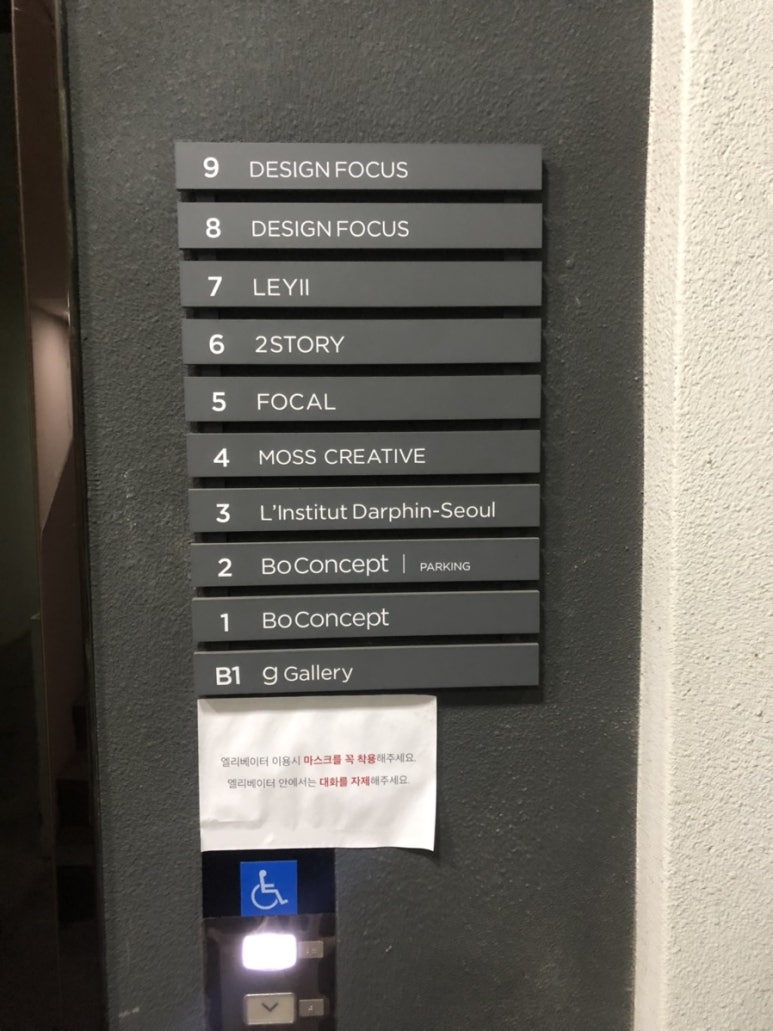 9 DESIGN FOCUS
8 DESIGN FOCUS
7 LEYII
6 2STORY
5 FOCAL
4 MOSS CREATIVE
3 L'Institut Darphin-Seoul
2 BoConcept | PARKING
1 BoConcept
B1 g Gallery
엘리베이터 이용시 마스크를 꼭 착용해주세요.
엘리베이터 안에서는 대화를 자제해주세요.